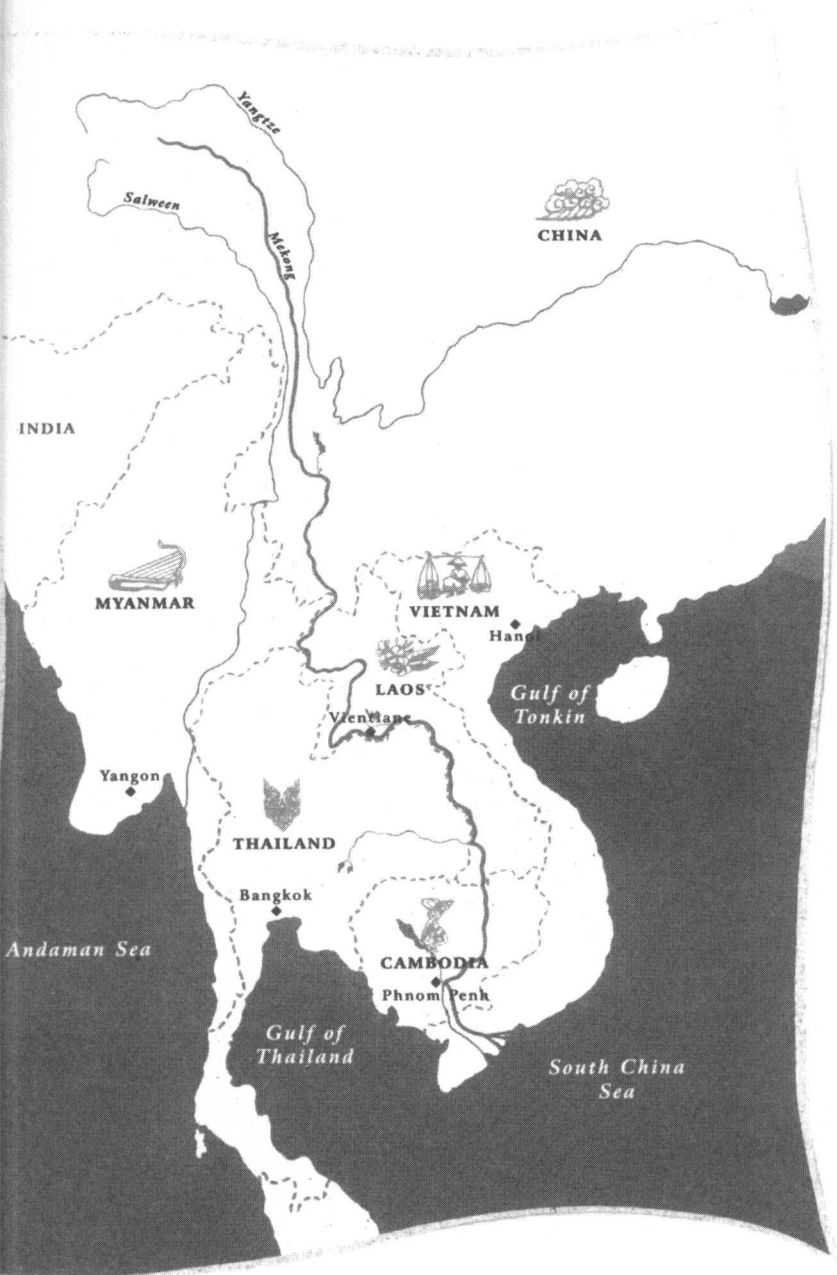 Yangtze
Salween
Mekong
CHINA
INDIA
MYANMAR
VIETNAM
Hanoi
LAOS
Gulf of
Tonkin
Vientiane
Yangon
THAILAND
Bangkok
Andaman Sea
CAMBODIA
Phnom Penh
Gulf of
Thailand
South China
Sea